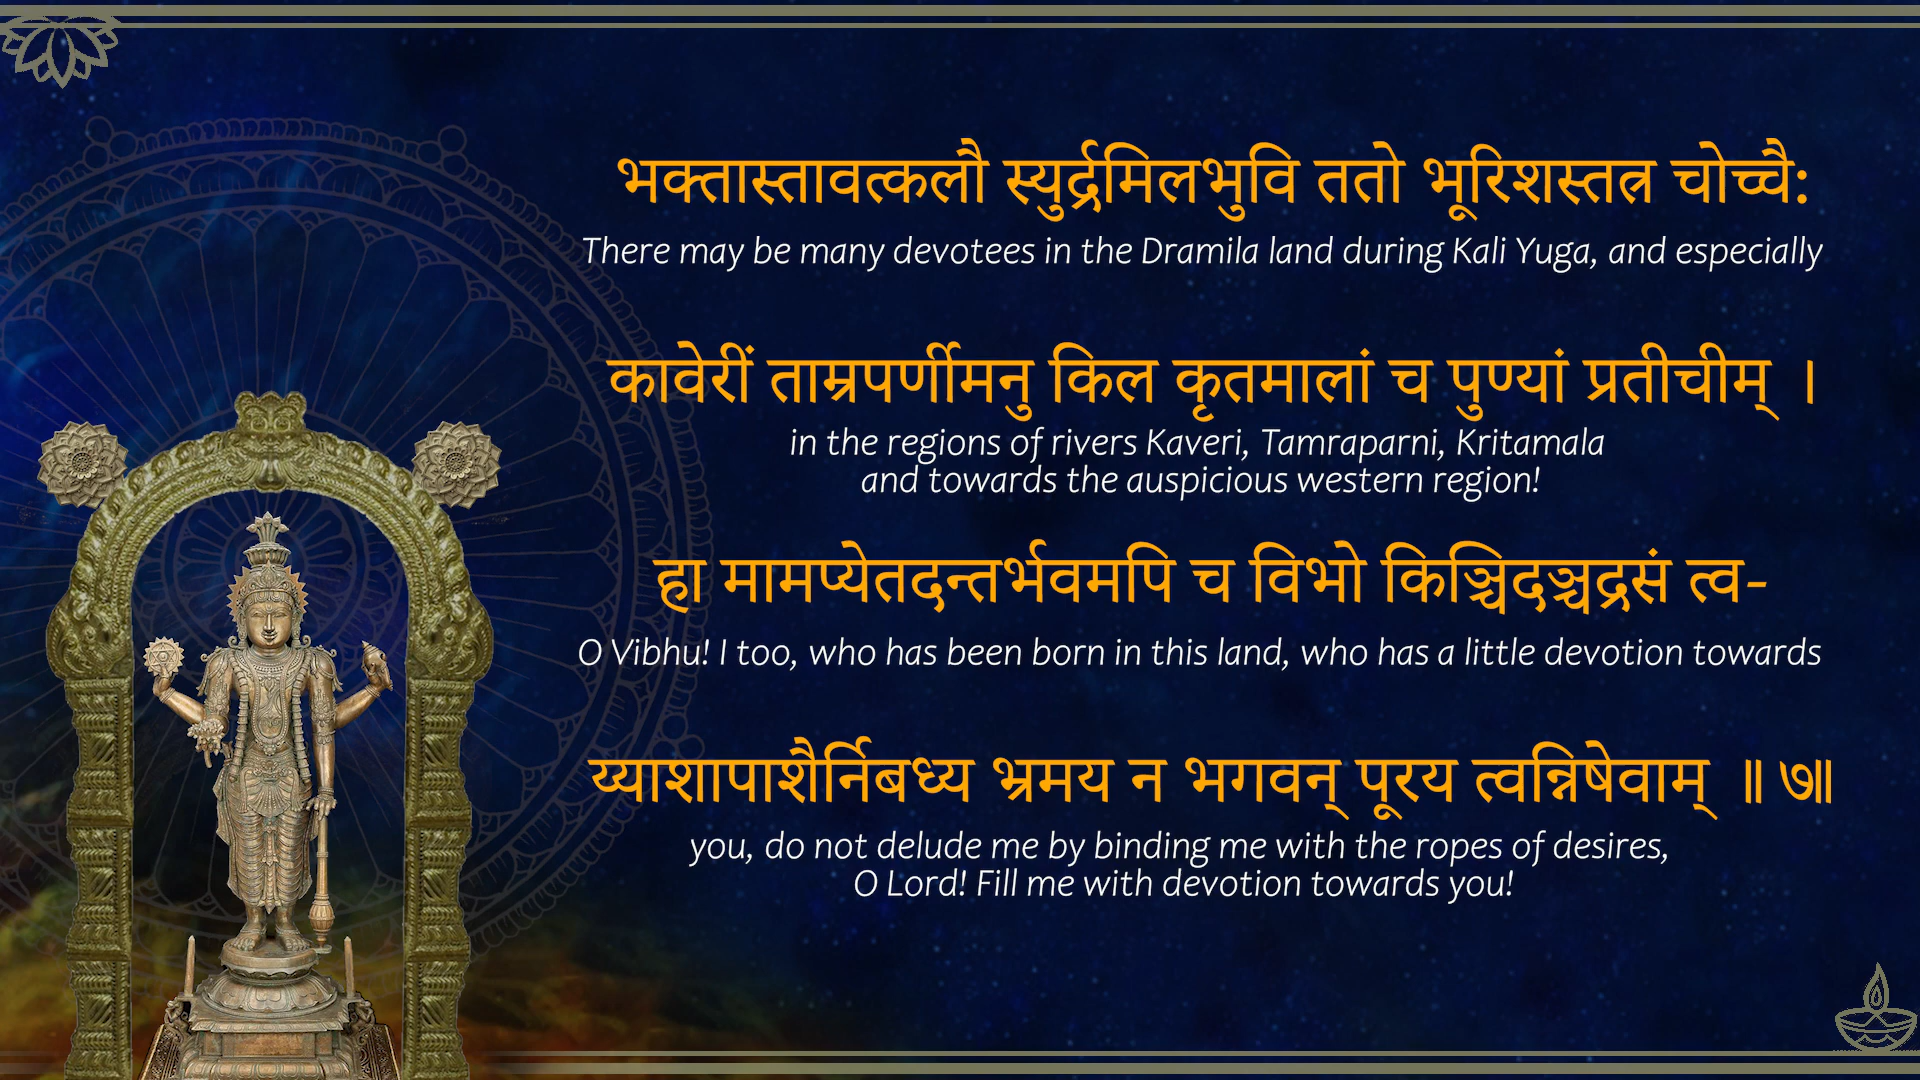 भक्तास्तावत्कलौ स्युर्द्रमिलभुवि ततो भूरिशस्तत्र चोच्चै:
There may be many devotees in the Dramila land during Kali Yuga, and especially
कावेरीं ताम्रपर्णीमनु किल कृतमालां च पुण्यां प्रतीचीम् ।
in the regions of rivers Kaveri, Tamraparni, Kritamala
and towards the auspicious western region!
हा मामप्येतदन्तर्भवमपि च विभो किञ्चिदञ्चद्रसं त्व-
O Vibhu! I too, who has been born in this land, who has a little devotion towards
य्याशापाशैर्निबध्य भ्रमय न भगवन् पूरय त्वन्निषेवाम् ॥ ७॥
you, do not delude me by binding me with the ropes of desires,
O Lord! Fill me with devotion towards you!